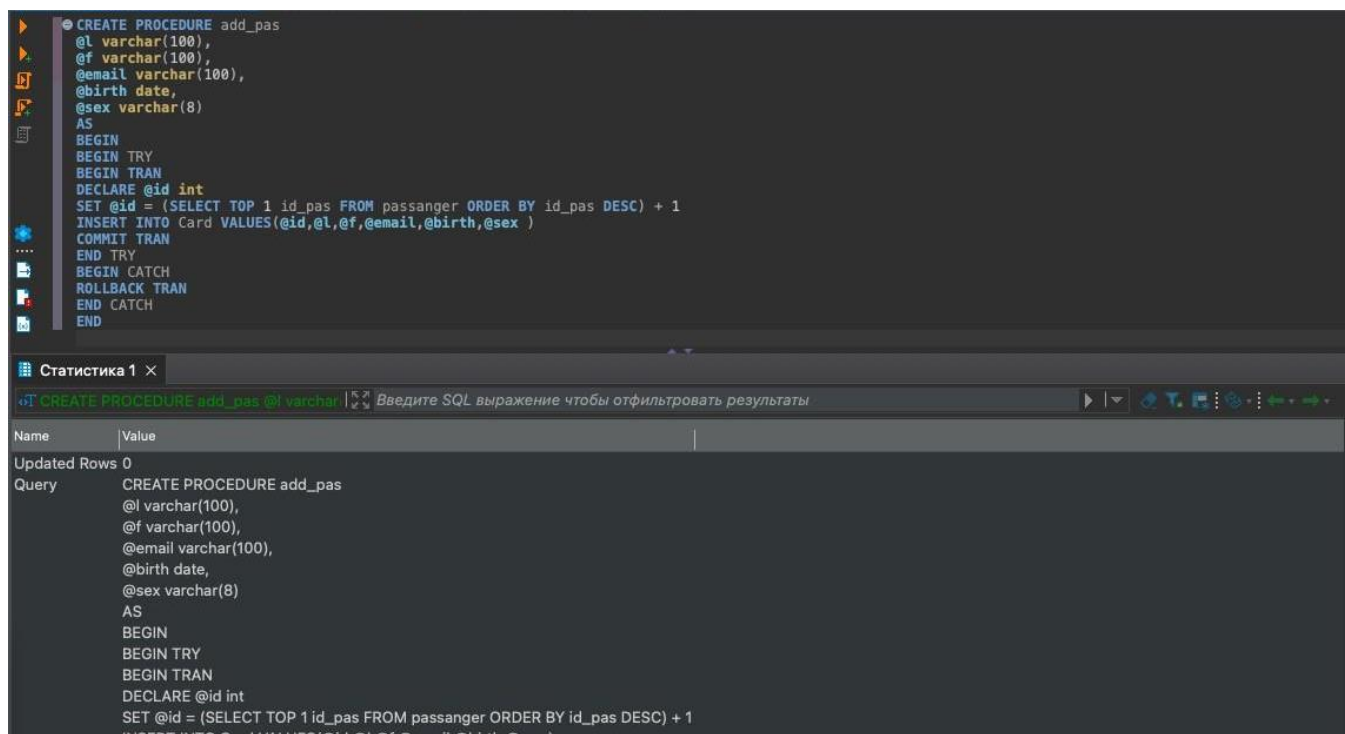 CREATE PROCEDURE add_pas
@l varchar(100),
@f varchar(100),
@email varchar(100),
@birth date,
@sex varchar(8)
AS
BEGIN
BEGIN TRY
BEGIN TRAN
DECLARE @id int
SET @id = (SELECT TOP 1 id_pas FROM passanger ORDER BY id_pas DESC) + 1
INSERT INTO Card VALUES(@id,@l,@f,@email,@birth,@sex )
COMMIT TRAN
END TRY
BEGIN CATCH
ROLLBACK TRAN
END CATCH
END
Статистика 1
CREATE PROCEDURE add_pas @l varchar Введите SQL выражение чтобы отфильтровать результаты
Name Value
Updated Rows 0
Query CREATE PROCEDURE add_pas
@l varchar(100),
@f varchar(100),
@email varchar(100),
@birth date,
@sex varchar(8)
AS
BEGIN
BEGIN TRY
BEGIN TRAN
DECLARE @id int
SET @id = (SELECT TOP 1 id_pas FROM passanger ORDER BY id_pas DESC) + 1